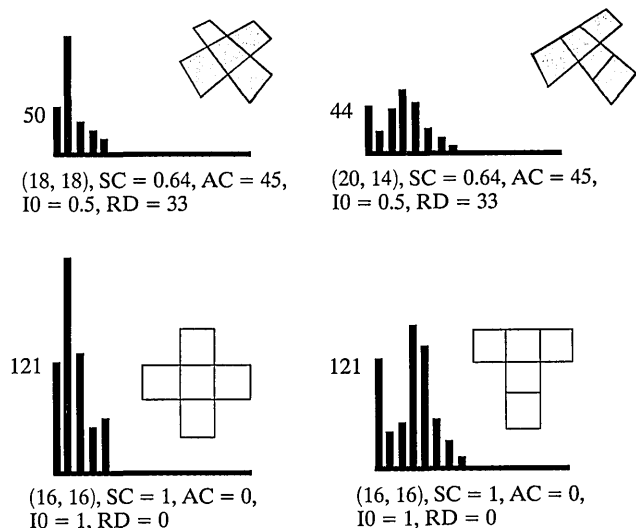 50
44
(18, 18), SC = 0.64, AC = 45,
I0 = 0.5, RD = 33
(20, 14), SC = 0.64, AC = 45,
I0 = 0.5, RD = 33
121
121
(16, 16), SC = 1, AC = 0,
I0 = 1, RD = 0
(16, 16), SC = 1, AC = 0,
I0 = 1, RD = 0